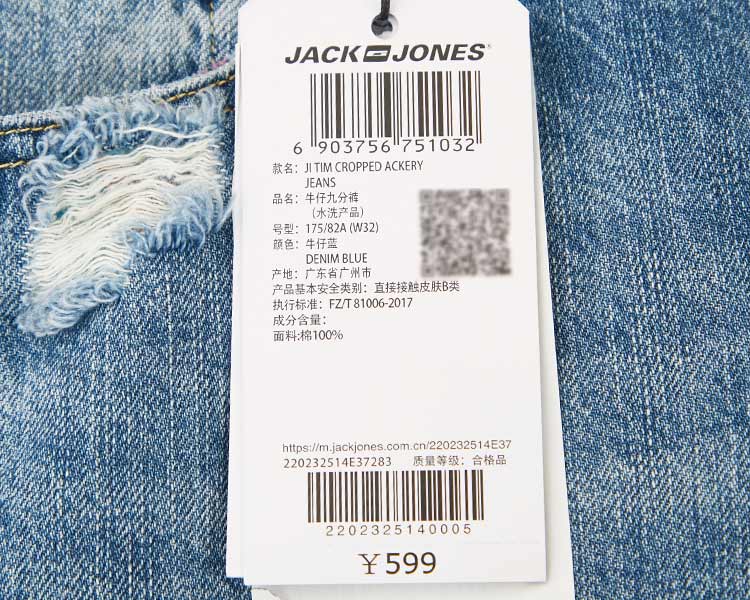 JACK JONES
6 903756 751032
款名：JI TIM CROPPED ACKERY
JEANS
品名：牛仔九分裤
（水洗产品）
号型：175/82A (W32)
颜色：牛仔蓝
DENIM BLUE
产地：广东省广州市
产品基本安全类别：直接接触皮肤B类
执行标准：FZ/T 81006-2017
成分含量：
面料:棉100%
https://m.jackjones.com.cn/220232514E37
220232514E37283 质量等级：合格品
2202325140005
￥599